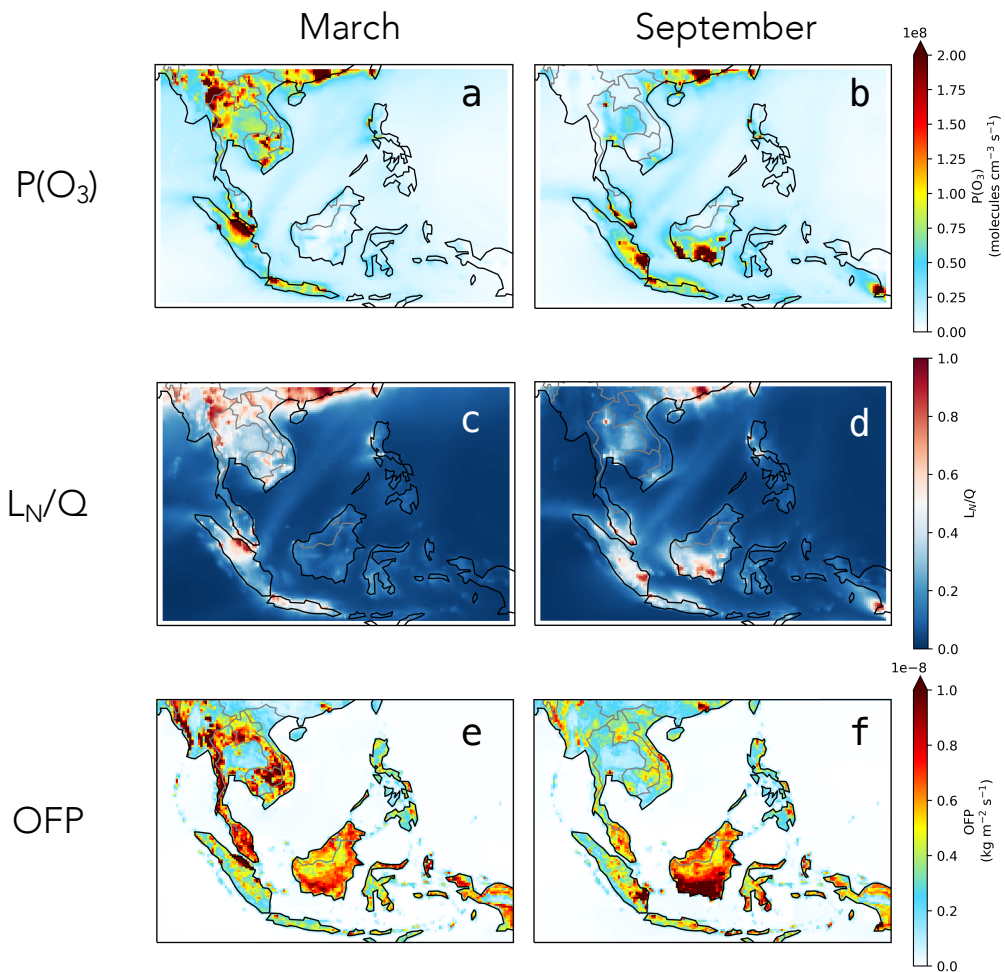 March
September
P(O₃)
a
b
1e8
2.00
1.75
1.50
1.25
1.00
0.75
0.50
0.25
0.00
P(O₃)
(molecules cm⁻³ s⁻¹)
L_N/Q
c
d
1.0
0.8
0.6
0.4
0.2
0.0
L_N/Q
OFP
e
f
1e−8
1.0
0.8
0.6
0.4
0.2
0.0
OFP
(kg m⁻² s⁻¹)